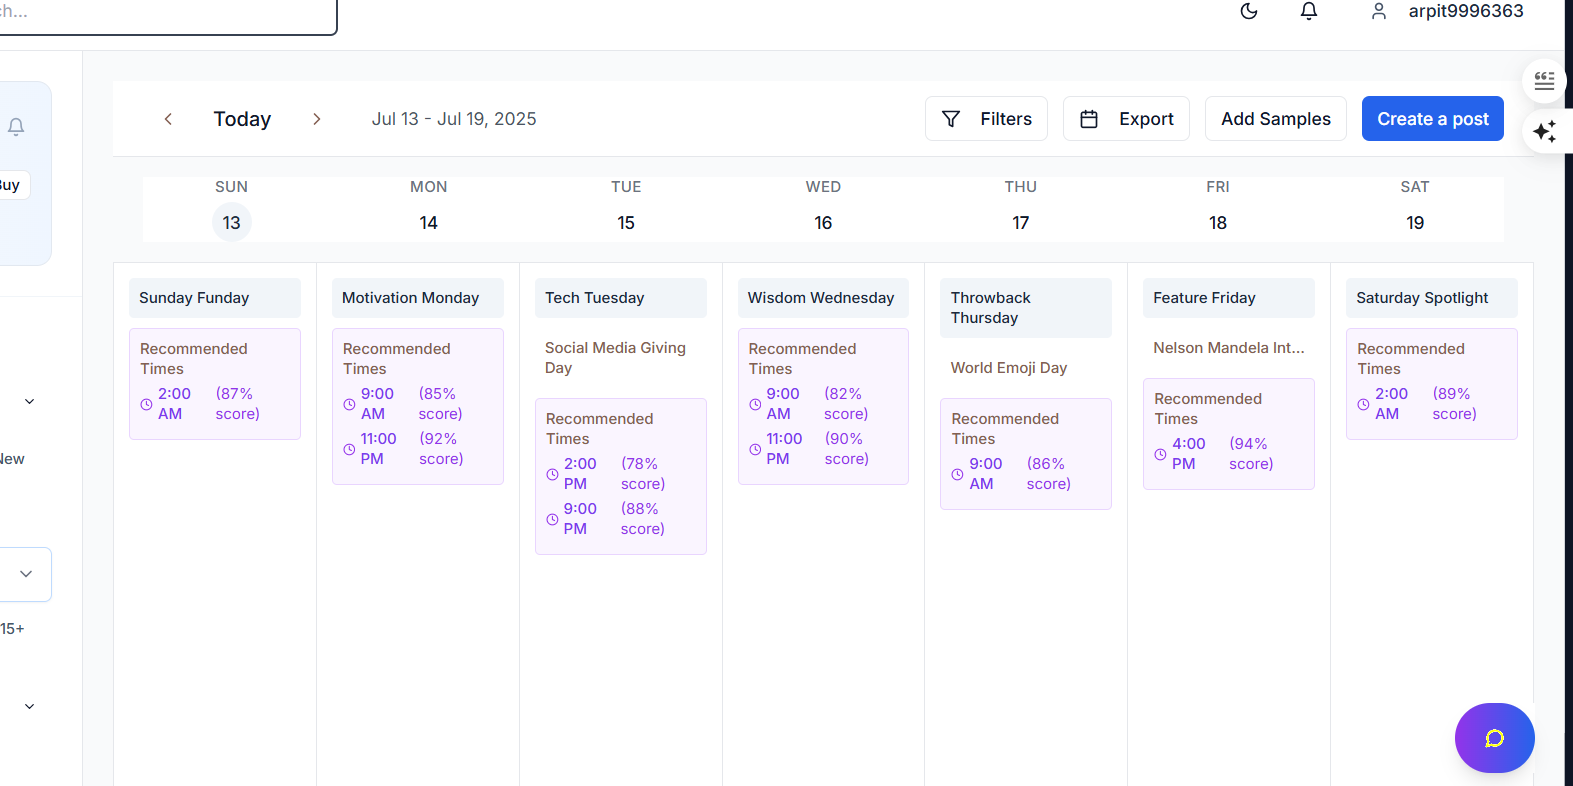 ch...
arpit9996363
Today
Jul 13 - Jul 19, 2025
Filters
Export
Add Samples
Create a post
Buy
SUN
MON
TUE
WED
THU
FRI
SAT
13
14
15
16
17
18
19
Sunday Funday
Recommended
Times
2:00 (87%
AM score)
Motivation Monday
Recommended
Times
9:00 (85%
AM score)
11:00 (92%
PM score)
Tech Tuesday
Social Media Giving
Day
Recommended
Times
2:00 (78%
PM score)
9:00 (88%
PM score)
Wisdom Wednesday
Recommended
Times
9:00 (82%
AM score)
11:00 (90%
PM score)
Throwback
Thursday
World Emoji Day
Recommended
Times
9:00 (86%
AM score)
Feature Friday
Nelson Mandela Int...
Recommended
Times
4:00 (94%
PM score)
Saturday Spotlight
Recommended
Times
2:00 (89%
AM score)
New
15+